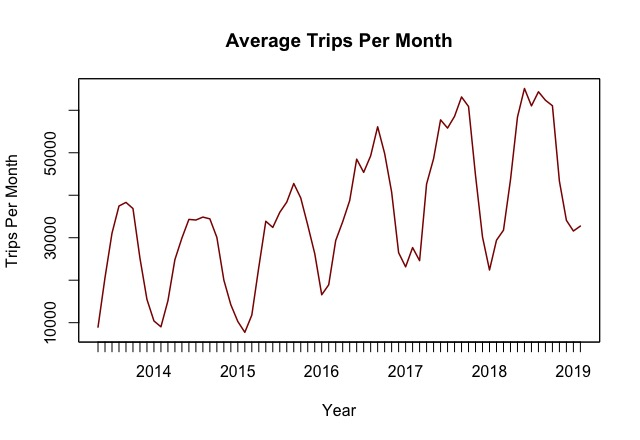 Average Trips Per Month
Trips Per Month
50000
30000
10000
2014 2015 2016 2017 2018 2019
Year